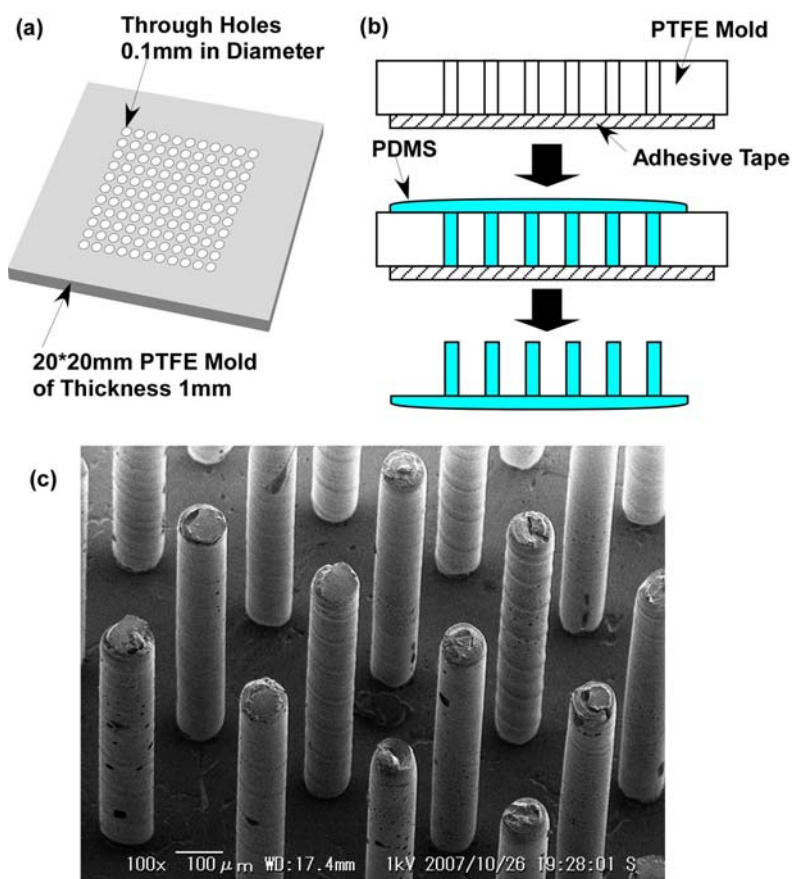 (a)
Through Holes
0.1mm in Diameter
20*20mm PTFE Mold
of Thickness 1mm
(b)
PTFE Mold
Adhesive Tape
PDMS
(c)
100x 100μm WD:17.4mm 1kV 2007/10/26 19:28:01 S